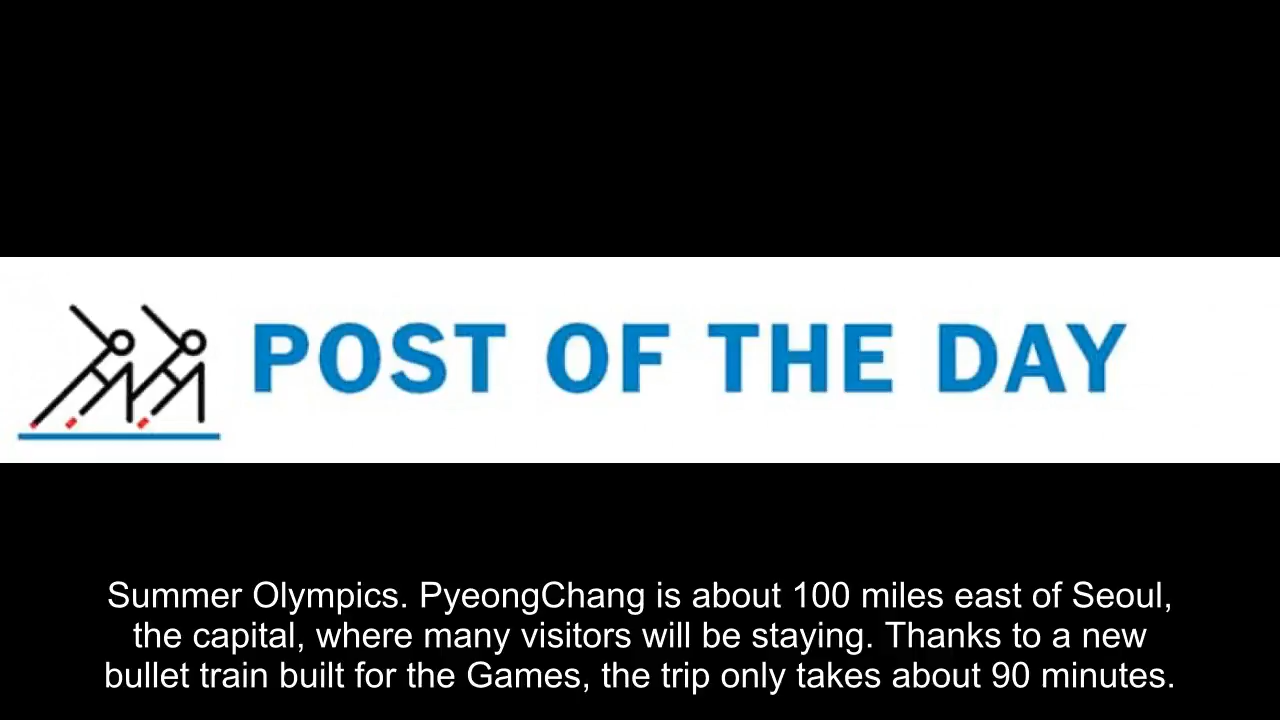 POST OF THE DAY
Summer Olympics. PyeongChang is about 100 miles east of Seoul,
the capital, where many visitors will be staying. Thanks to a new
bullet train built for the Games, the trip only takes about 90 minutes.